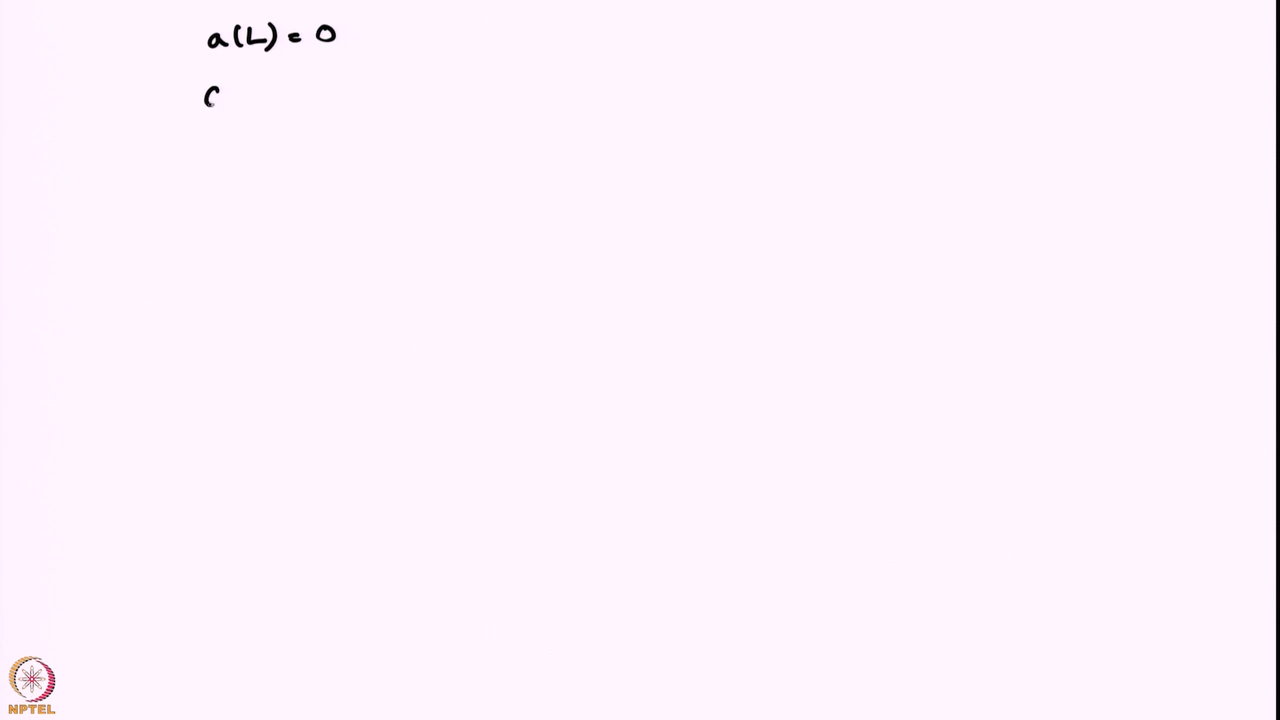 a(L) = 0
NPTEL